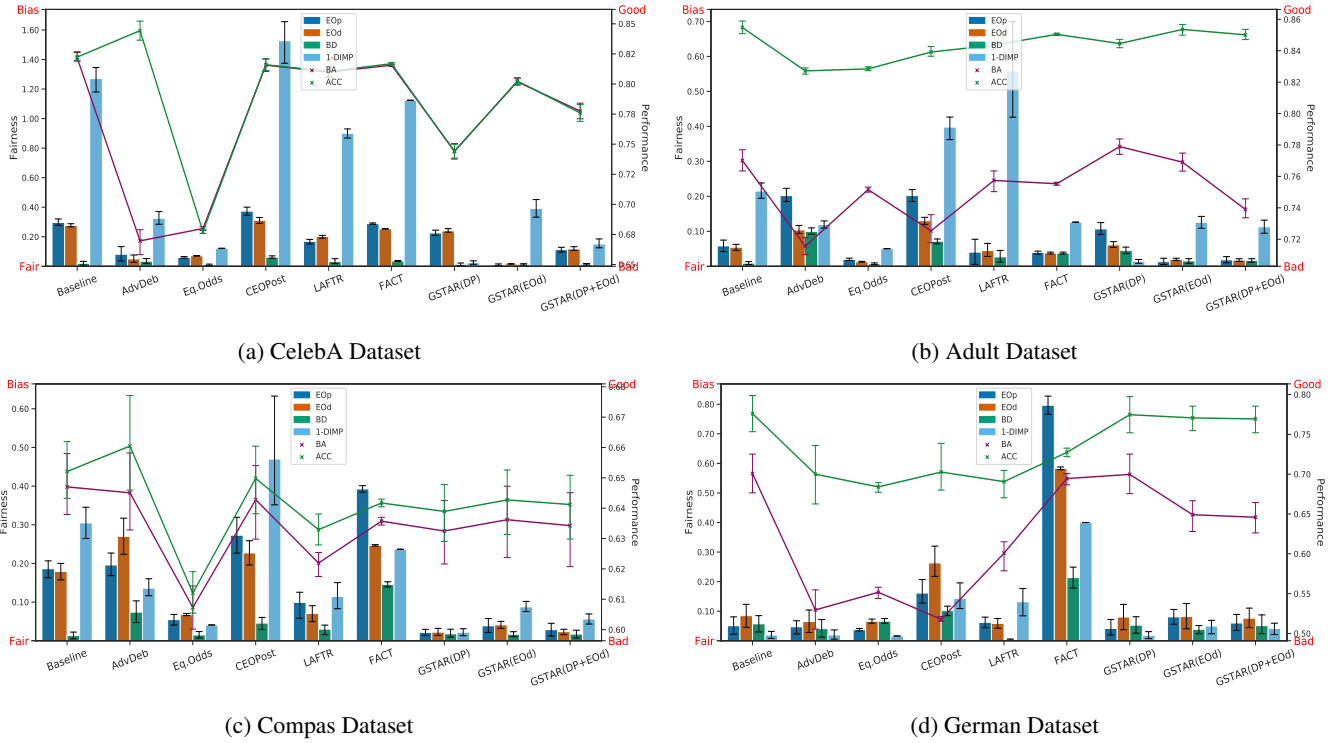 Bias
Good
1.60
1.40
1.20
1.00
0.80
0.60
0.40
0.20
Fair
Fairness
EOp
EOd
BD
1-DIMP
BA
ACC
0.85
0.82
0.80
0.78
0.75
0.72
0.70
0.68
0.65
Bad
Performance
Baseline
AdvDeb
Eq.Odds
CEOPost
LAFTR
FACT
GSTAR(DP)
GSTAR(EOd)
GSTAR(DP+EOd)
(a) CelebA Dataset
Bias
Good
0.70
0.60
0.50
0.40
0.30
0.20
0.10
Fair
Fairness
EOp
EOd
BD
1-DIMP
BA
ACC
0.86
0.84
0.82
0.80
0.78
0.76
0.74
0.72
Bad
Performance
Baseline
AdvDeb
Eq.Odds
CEOPost
LAFTR
FACT
GSTAR(DP)
GSTAR(EOd)
GSTAR(DP+EOd)
(b) Adult Dataset
Bias
Good
0.60
0.50
0.40
0.30
0.20
0.10
Fair
Fairness
EOp
EOd
BD
1-DIMP
BA
ACC
0.68
0.67
0.66
0.65
0.64
0.63
0.62
0.61
0.60
Bad
Performance
Baseline
AdvDeb
Eq.Odds
CEOPost
LAFTR
FACT
GSTAR(DP)
GSTAR(EOd)
GSTAR(DP+EOd)
(c) Compas Dataset
Bias
Good
0.80
0.70
0.60
0.50
0.40
0.30
0.20
0.10
Fair
Fairness
EOp
EOd
BD
1-DIMP
BA
ACC
0.80
0.75
0.70
0.65
0.60
0.55
0.50
Bad
Performance
Baseline
AdvDeb
Eq.Odds
CEOPost
LAFTR
FACT
GSTAR(DP)
GSTAR(EOd)
GSTAR(DP+EOd)
(d) German Dataset